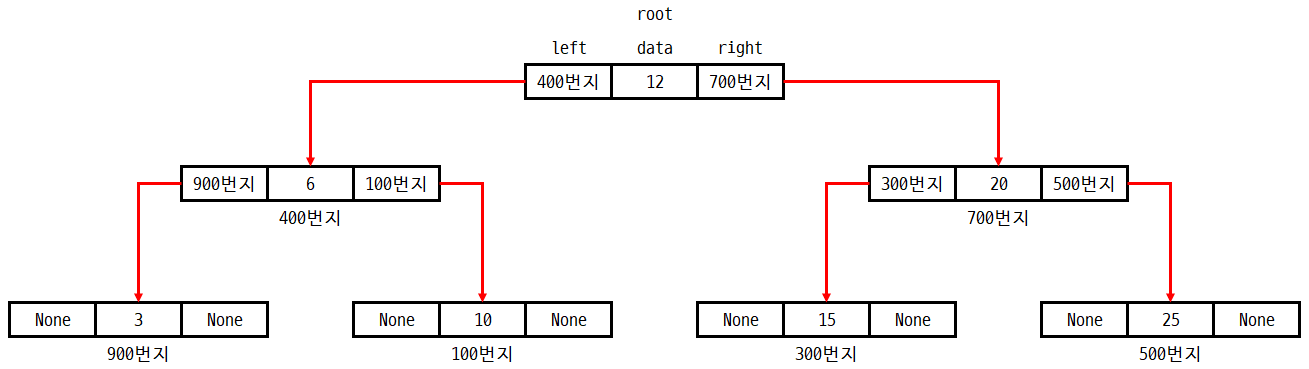 root
left data right
400번지 12 700번지
900번지 6 100번지 300번지 20 500번지
400번지 700번지
None 3 None None 10 None None 15 None None 25 None
900번지 100번지 300번지 500번지